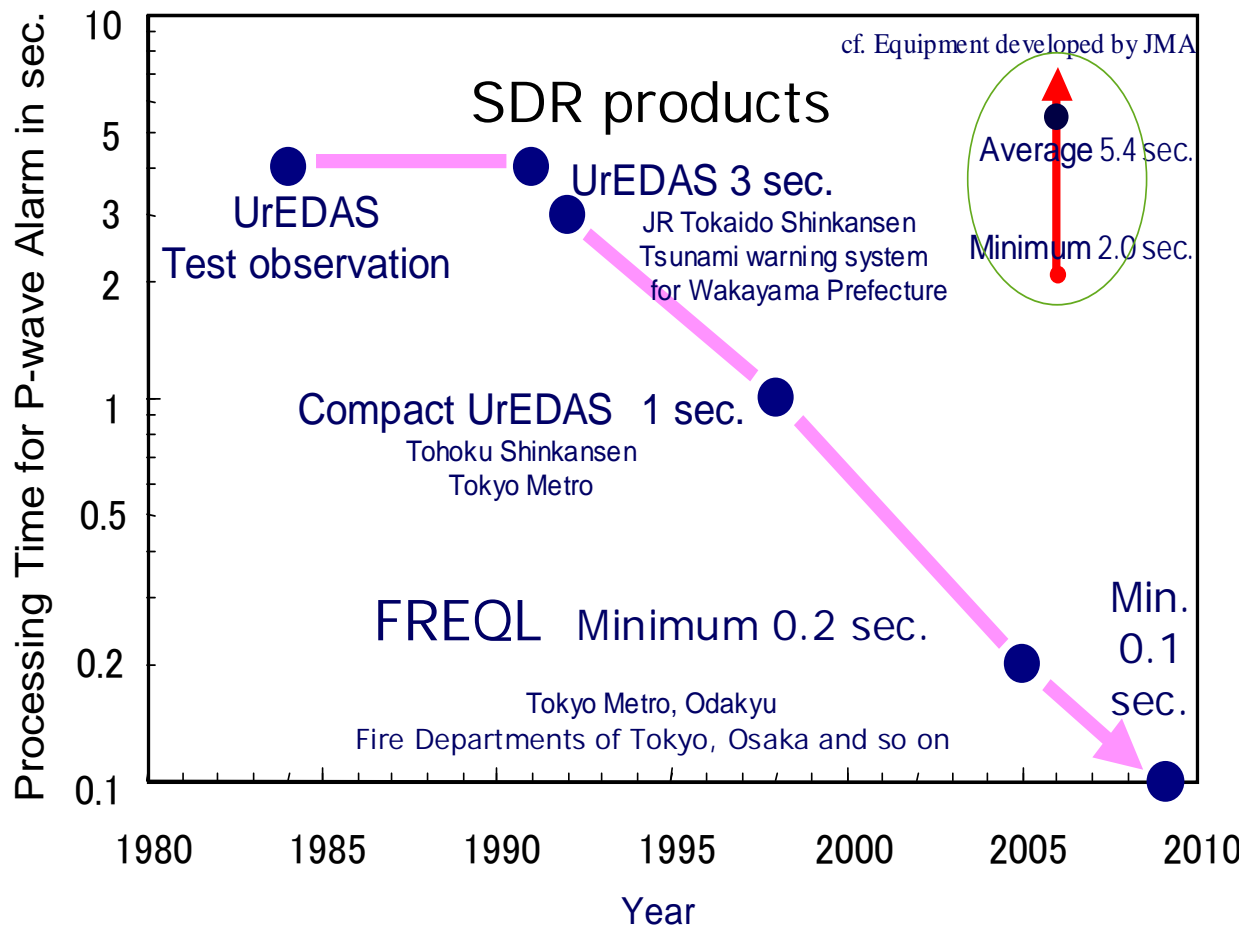 Processing Time for P-wave Alarm in sec.
10
5
3
2
1
0.5
0.2
0.1
cf. Equipment developed by JMA
SDR products
Average 5.4 sec.
Minimum 2.0 sec.
UrEDAS
Test observation
UrEDAS 3 sec.
JR Tokaido Shinkansen
Tsunami warning system
for Wakayama Prefecture
Compact UrEDAS 1 sec.
Tohoku Shinkansen
Tokyo Metro
FREQL Minimum 0.2 sec.
Tokyo Metro, Odakyu
Fire Departments of Tokyo, Osaka and so on
Min.
0.1
sec.
1980 1985 1990 1995 2000 2005 2010
Year